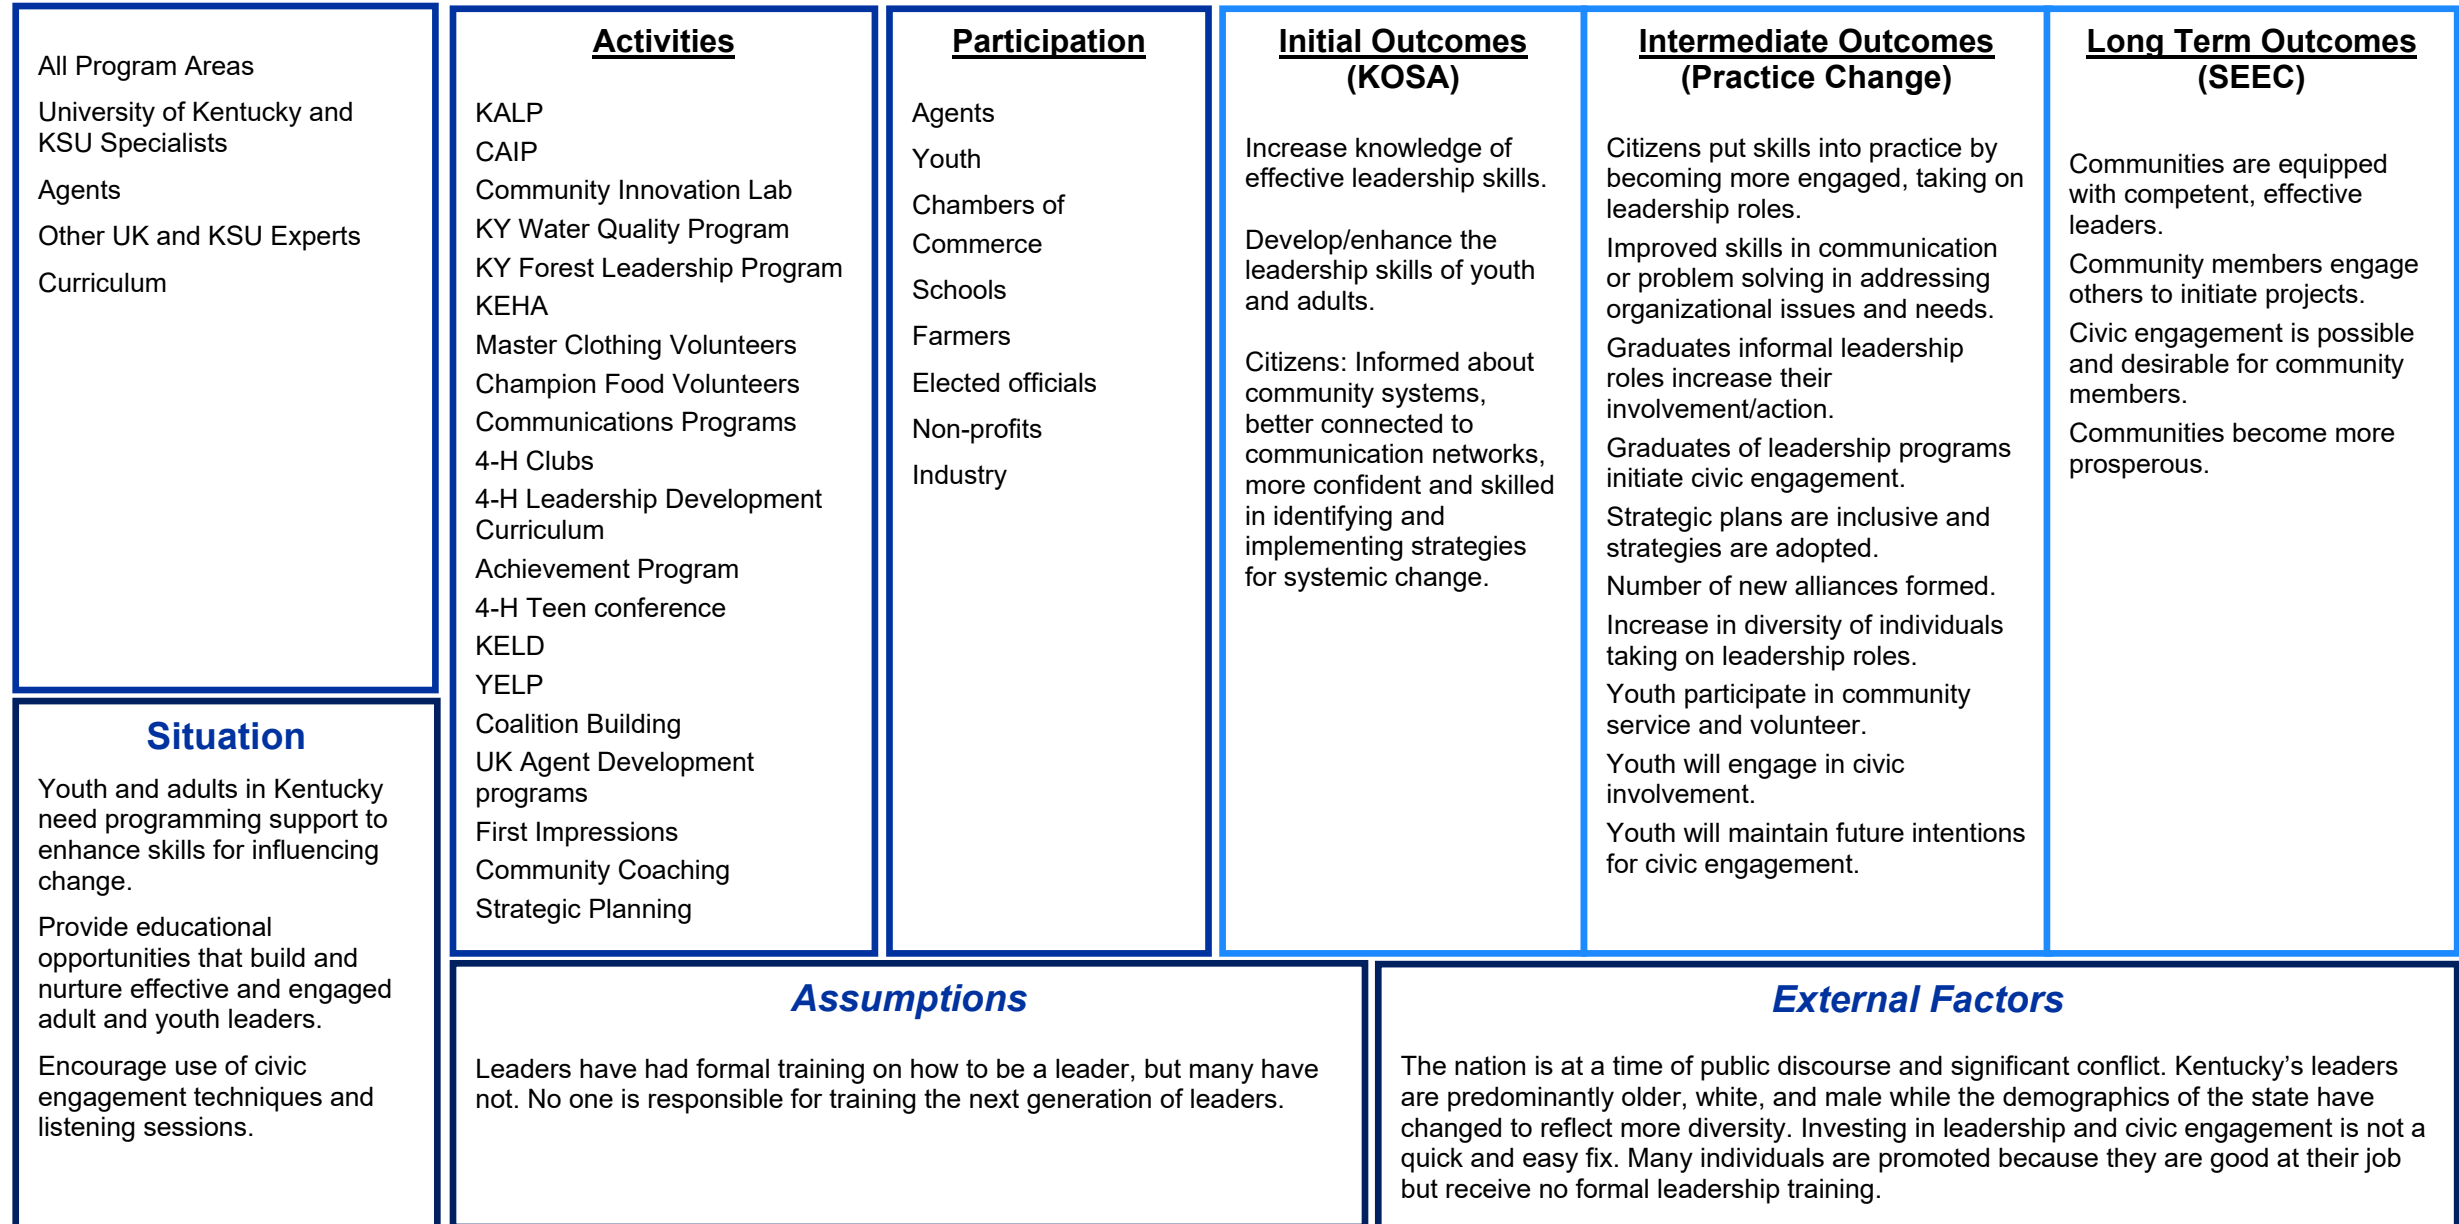 All Program Areas
University of Kentucky and
KSU Specialists
Agents
Other UK and KSU Experts
Curriculum
Situation
Youth and adults in Kentucky
need programming support to
enhance skills for influencing
change.
Provide educational
opportunities that build and
nurture effective and engaged
adult and youth leaders.
Encourage use of civic
engagement techniques and
listening sessions.
Activities
KALP
CAIP
Community Innovation Lab
KY Water Quality Program
KY Forest Leadership Program
KEHA
Master Clothing Volunteers
Champion Food Volunteers
Communications Programs
4-H Clubs
4-H Leadership Development
Curriculum
Achievement Program
4-H Teen conference
KELD
YELP
Coalition Building
UK Agent Development
programs
First Impressions
Community Coaching
Strategic Planning
Participation
Agents
Youth
Chambers of
Commerce
Schools
Farmers
Elected officials
Non-profits
Industry
Initial Outcomes
(KOSA)
Increase knowledge of
effective leadership skills.
Develop/enhance the
leadership skills of youth
and adults.
Citizens: Informed about
community systems,
better connected to
communication networks,
more confident and skilled
in identifying and
implementing strategies
for systemic change.
Intermediate Outcomes
(Practice Change)
Citizens put skills into practice by
becoming more engaged, taking on
leadership roles.
Improved skills in communication
or problem solving in addressing
organizational issues and needs.
Graduates informal leadership
roles increase their
involvement/action.
Graduates of leadership programs
initiate civic engagement.
Strategic plans are inclusive and
strategies are adopted.
Number of new alliances formed.
Increase in diversity of individuals
taking on leadership roles.
Youth participate in community
service and volunteer.
Youth will engage in civic
involvement.
Youth will maintain future intentions
for civic engagement.
Long Term Outcomes
(SEEC)
Communities are equipped
with competent, effective
leaders.
Community members engage
others to initiate projects.
Civic engagement is possible
and desirable for community
members.
Communities become more
prosperous.
Assumptions
Leaders have had formal training on how to be a leader, but many have
not. No one is responsible for training the next generation of leaders.
External Factors
The nation is at a time of public discourse and significant conflict. Kentucky’s leaders
are predominantly older, white, and male while the demographics of the state have
changed to reflect more diversity. Investing in leadership and civic engagement is not a
quick and easy fix. Many individuals are promoted because they are good at their job
but receive no formal leadership training.